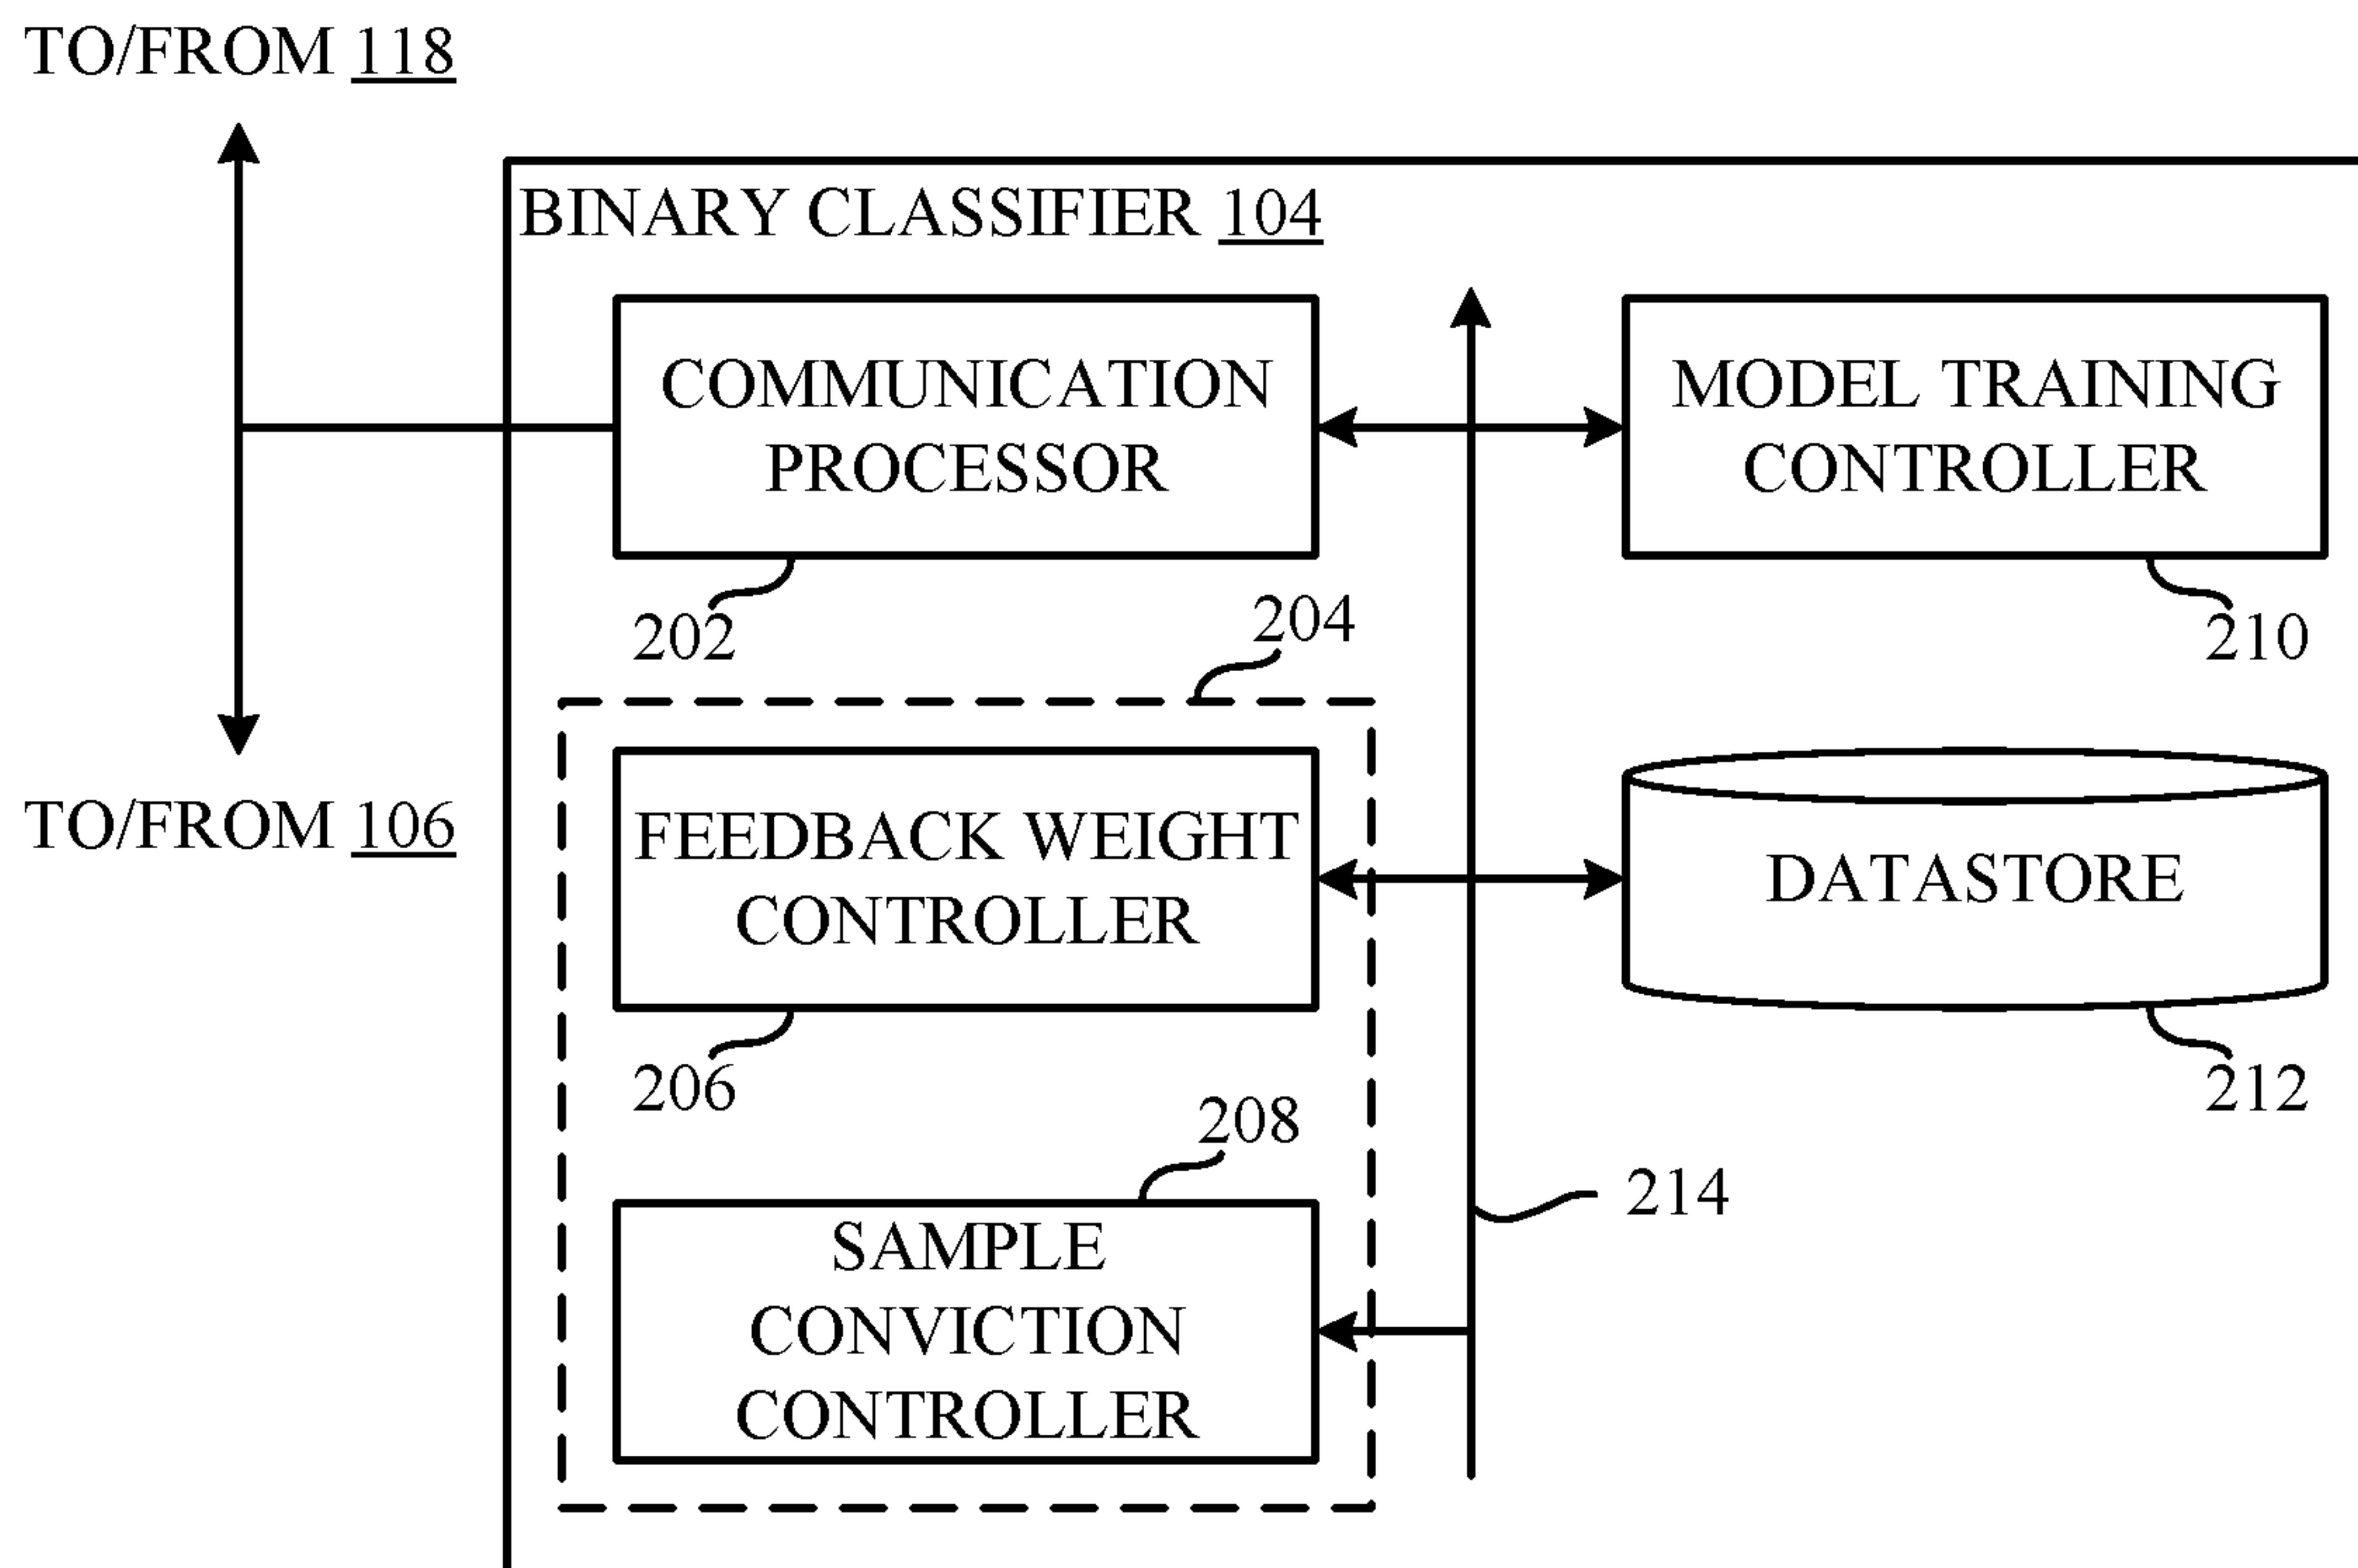 TO/FROM 118
BINARY CLASSIFIER 104
COMMUNICATION
PROCESSOR
202
MODEL TRAINING
CONTROLLER
210
204
TO/FROM 106
FEEDBACK WEIGHT
CONTROLLER
206
DATASTORE
212
208
SAMPLE
CONVICTION
CONTROLLER
214